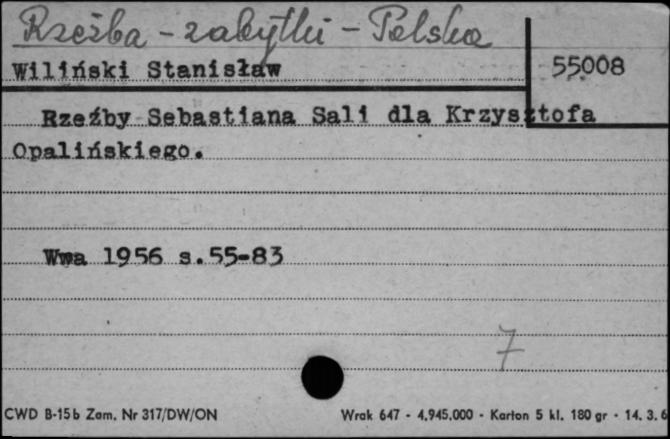 Rzeźba - zabytki - Polska
Wiliński Stanisław
55008
Rzeźby Sebastiana Sali dla Krzysztofa
Opalińskiego.
Wwa 1956 s.55-83
7
CWD B-15b Zam. Nr 317/DW/ON
Wrak 647 - 4.945.000 - Karton 5 kl. 180 gr - 14. 3. 6